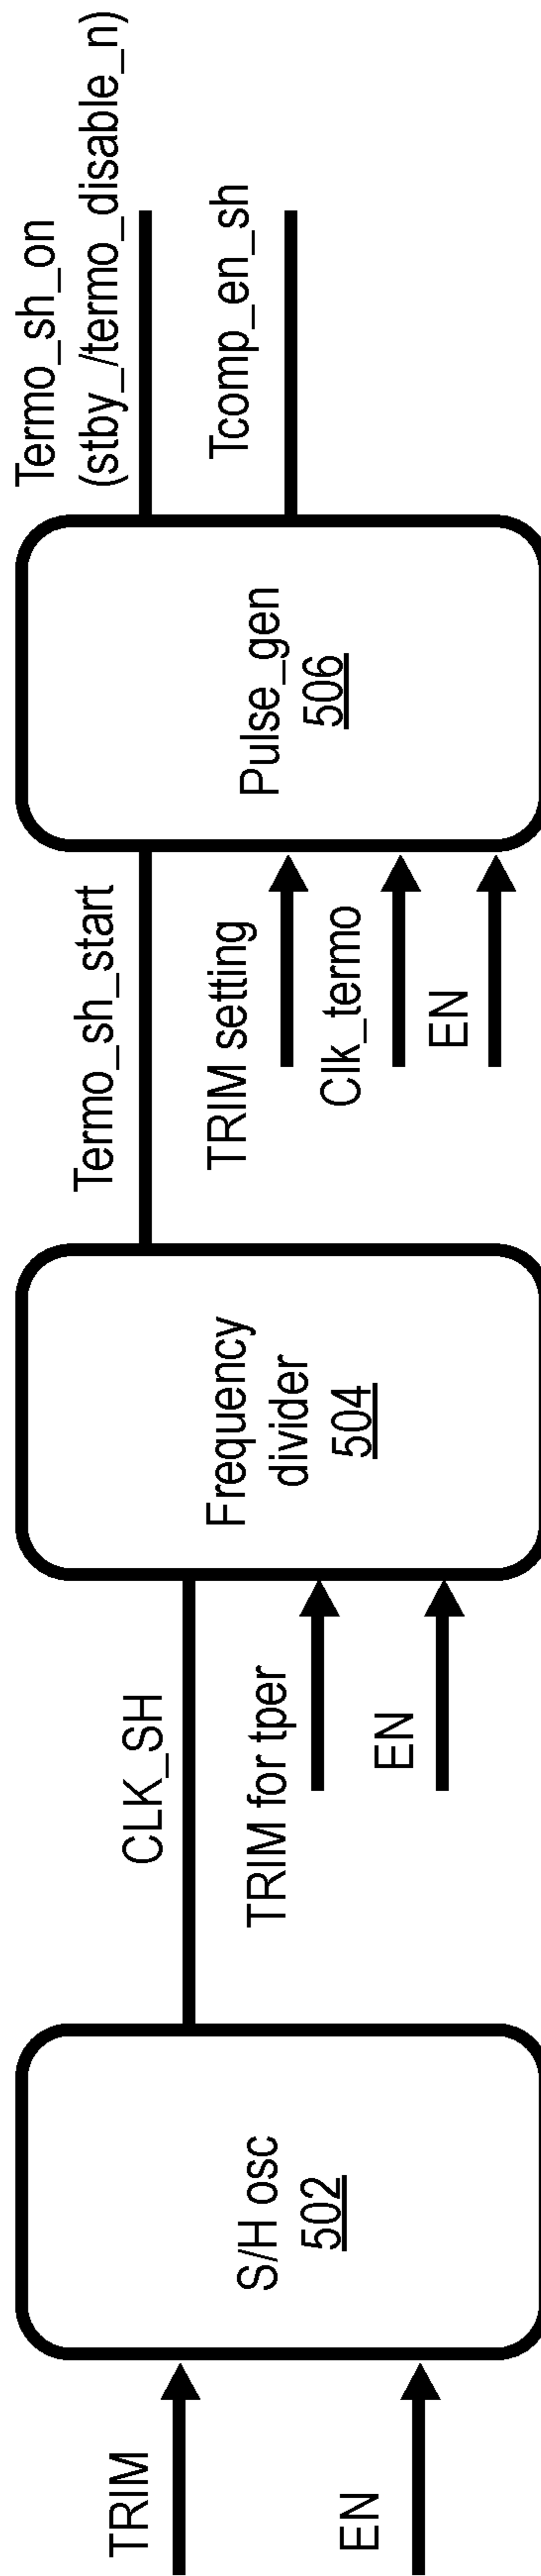 TRIM
EN
S/H osc
502
CLK_SH
TRIM for tper
EN
Frequency
divider
504
Termo_sh_start
TRIM setting
Clk_termo
EN
Pulse_gen
506
Termo_sh_on
(stby_/termo_disable_n)
Tcomp_en_sh